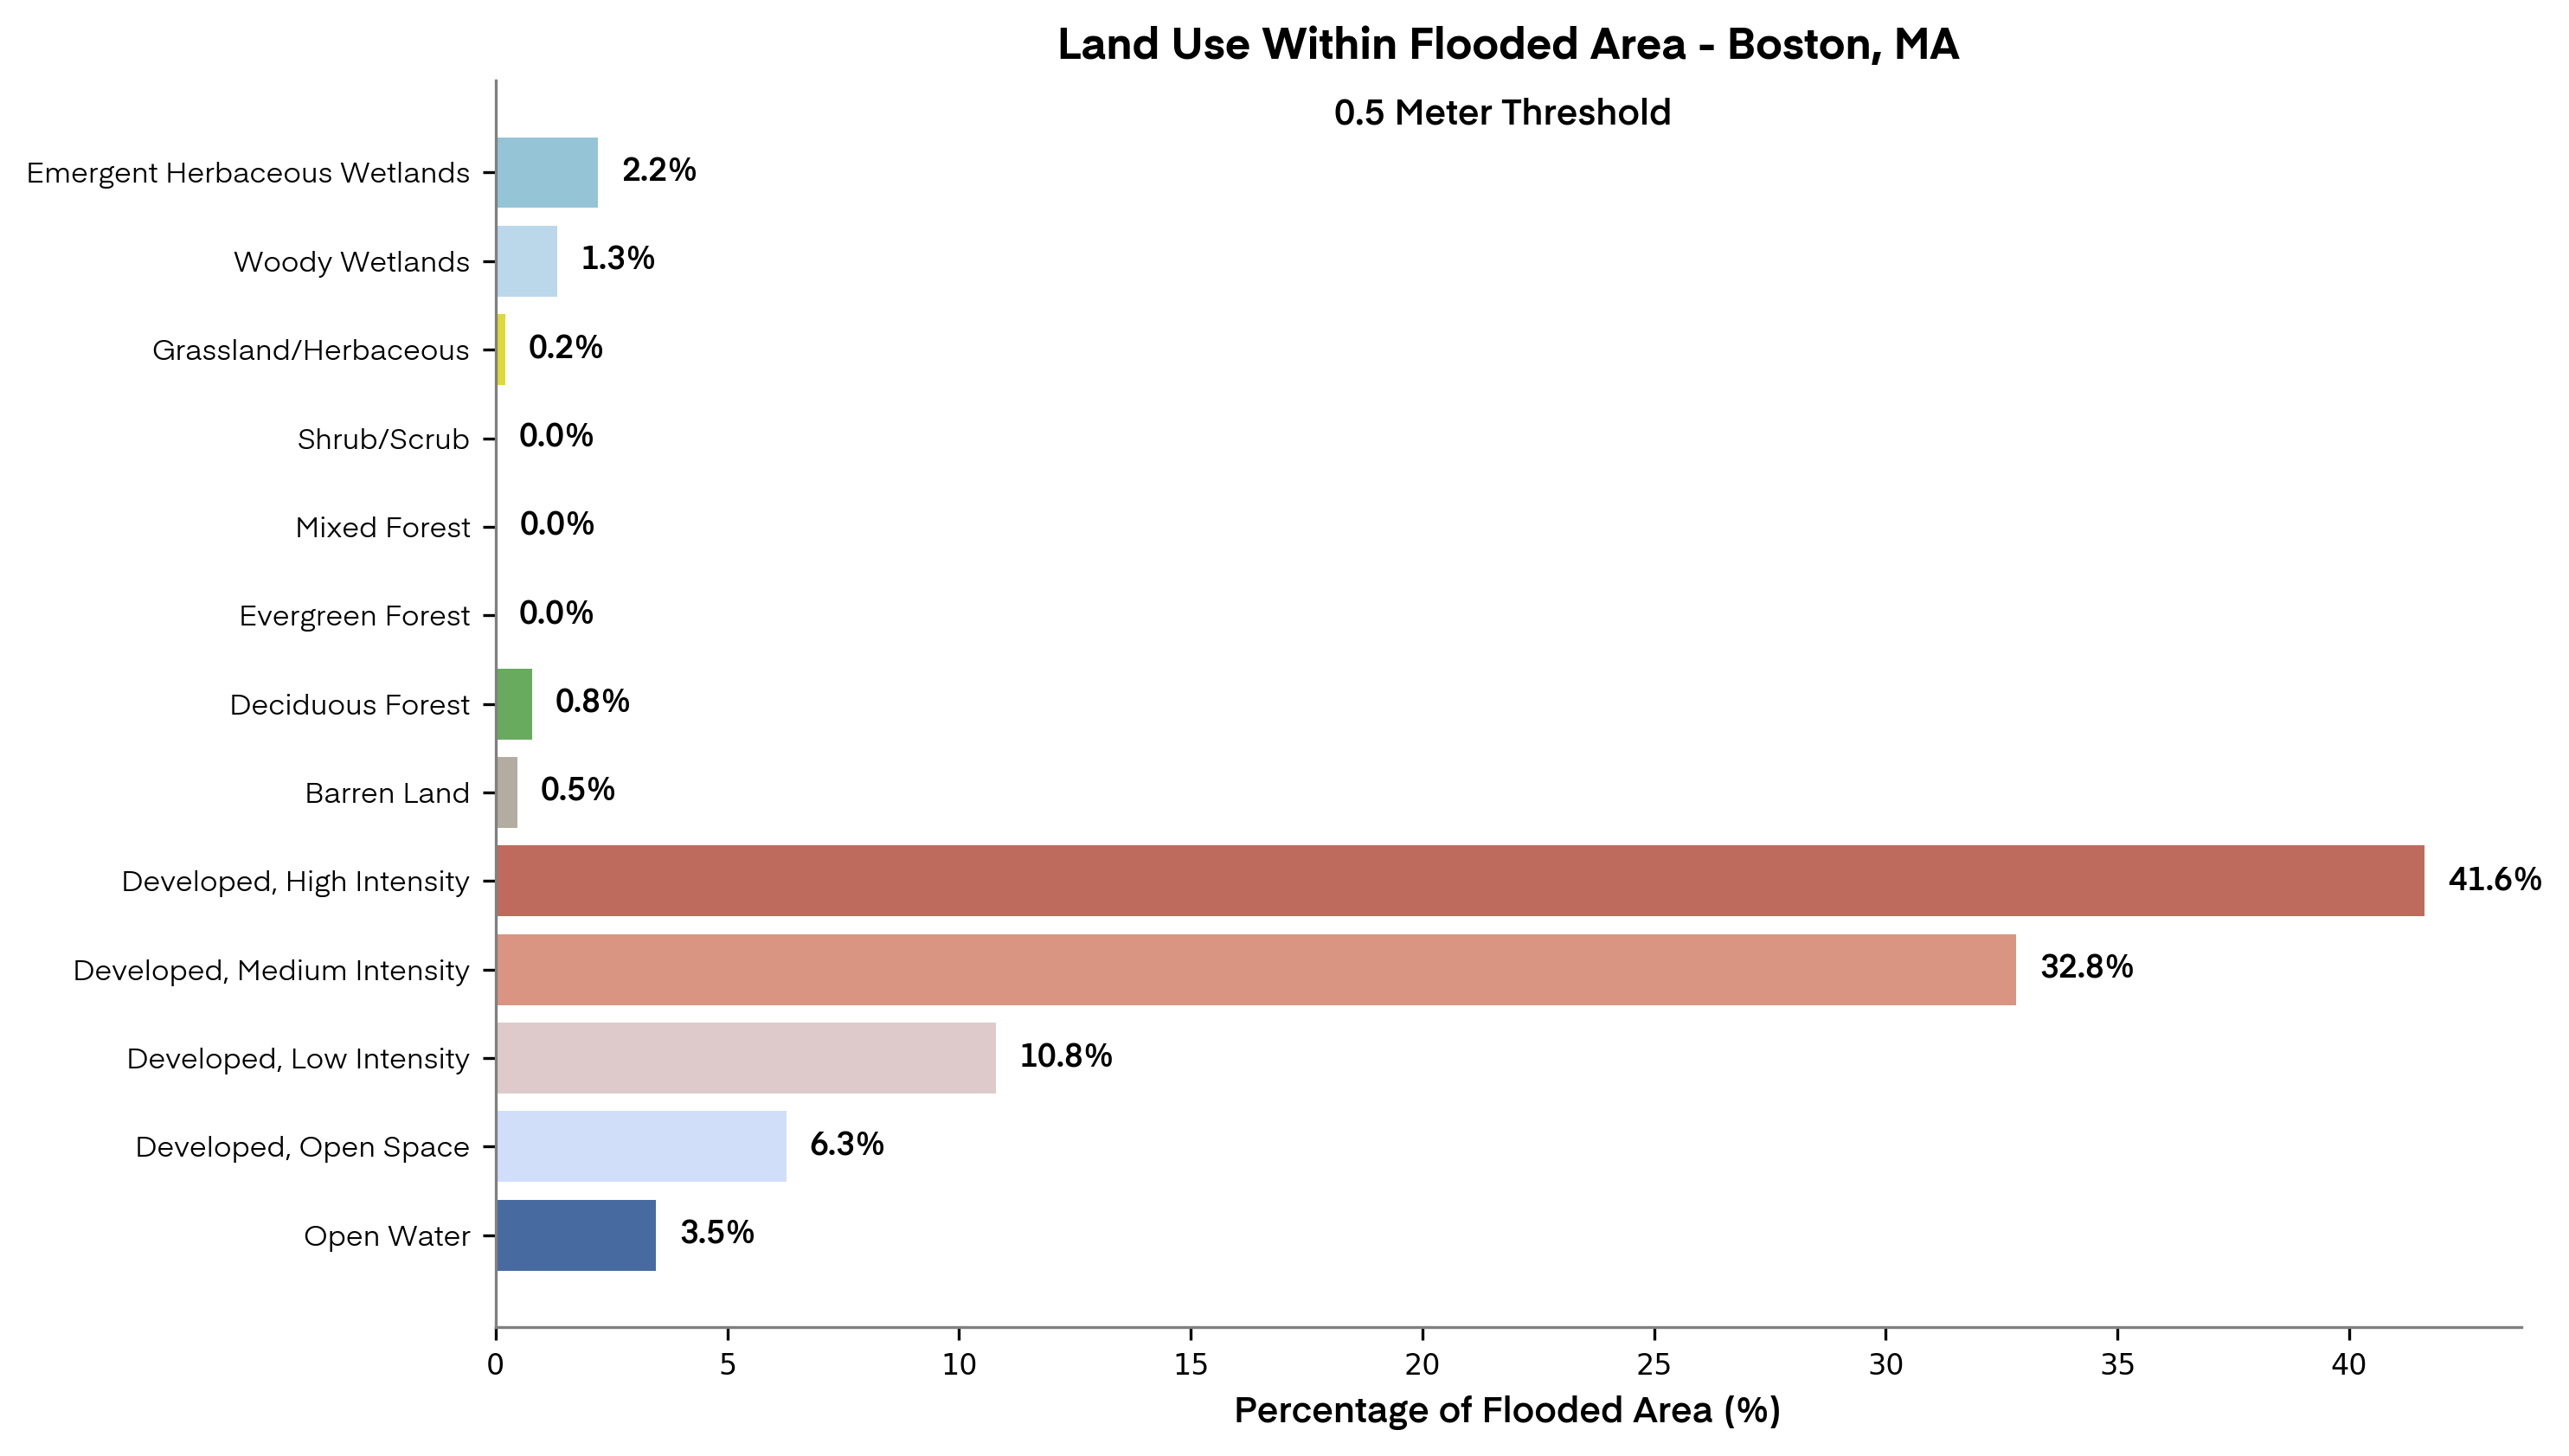 Land Use Within Flooded Area - Boston, MA
0.5 Meter Threshold
Emergent Herbaceous Wetlands 2.2%
Woody Wetlands 1.3%
Grassland/Herbaceous 0.2%
Shrub/Scrub 0.0%
Mixed Forest 0.0%
Evergreen Forest 0.0%
Deciduous Forest 0.8%
Barren Land 0.5%
Developed, High Intensity 41.6%
Developed, Medium Intensity 32.8%
Developed, Low Intensity 10.8%
Developed, Open Space 6.3%
Open Water 3.5%
0 5 10 15 20 25 30 35 40
Percentage of Flooded Area (%)